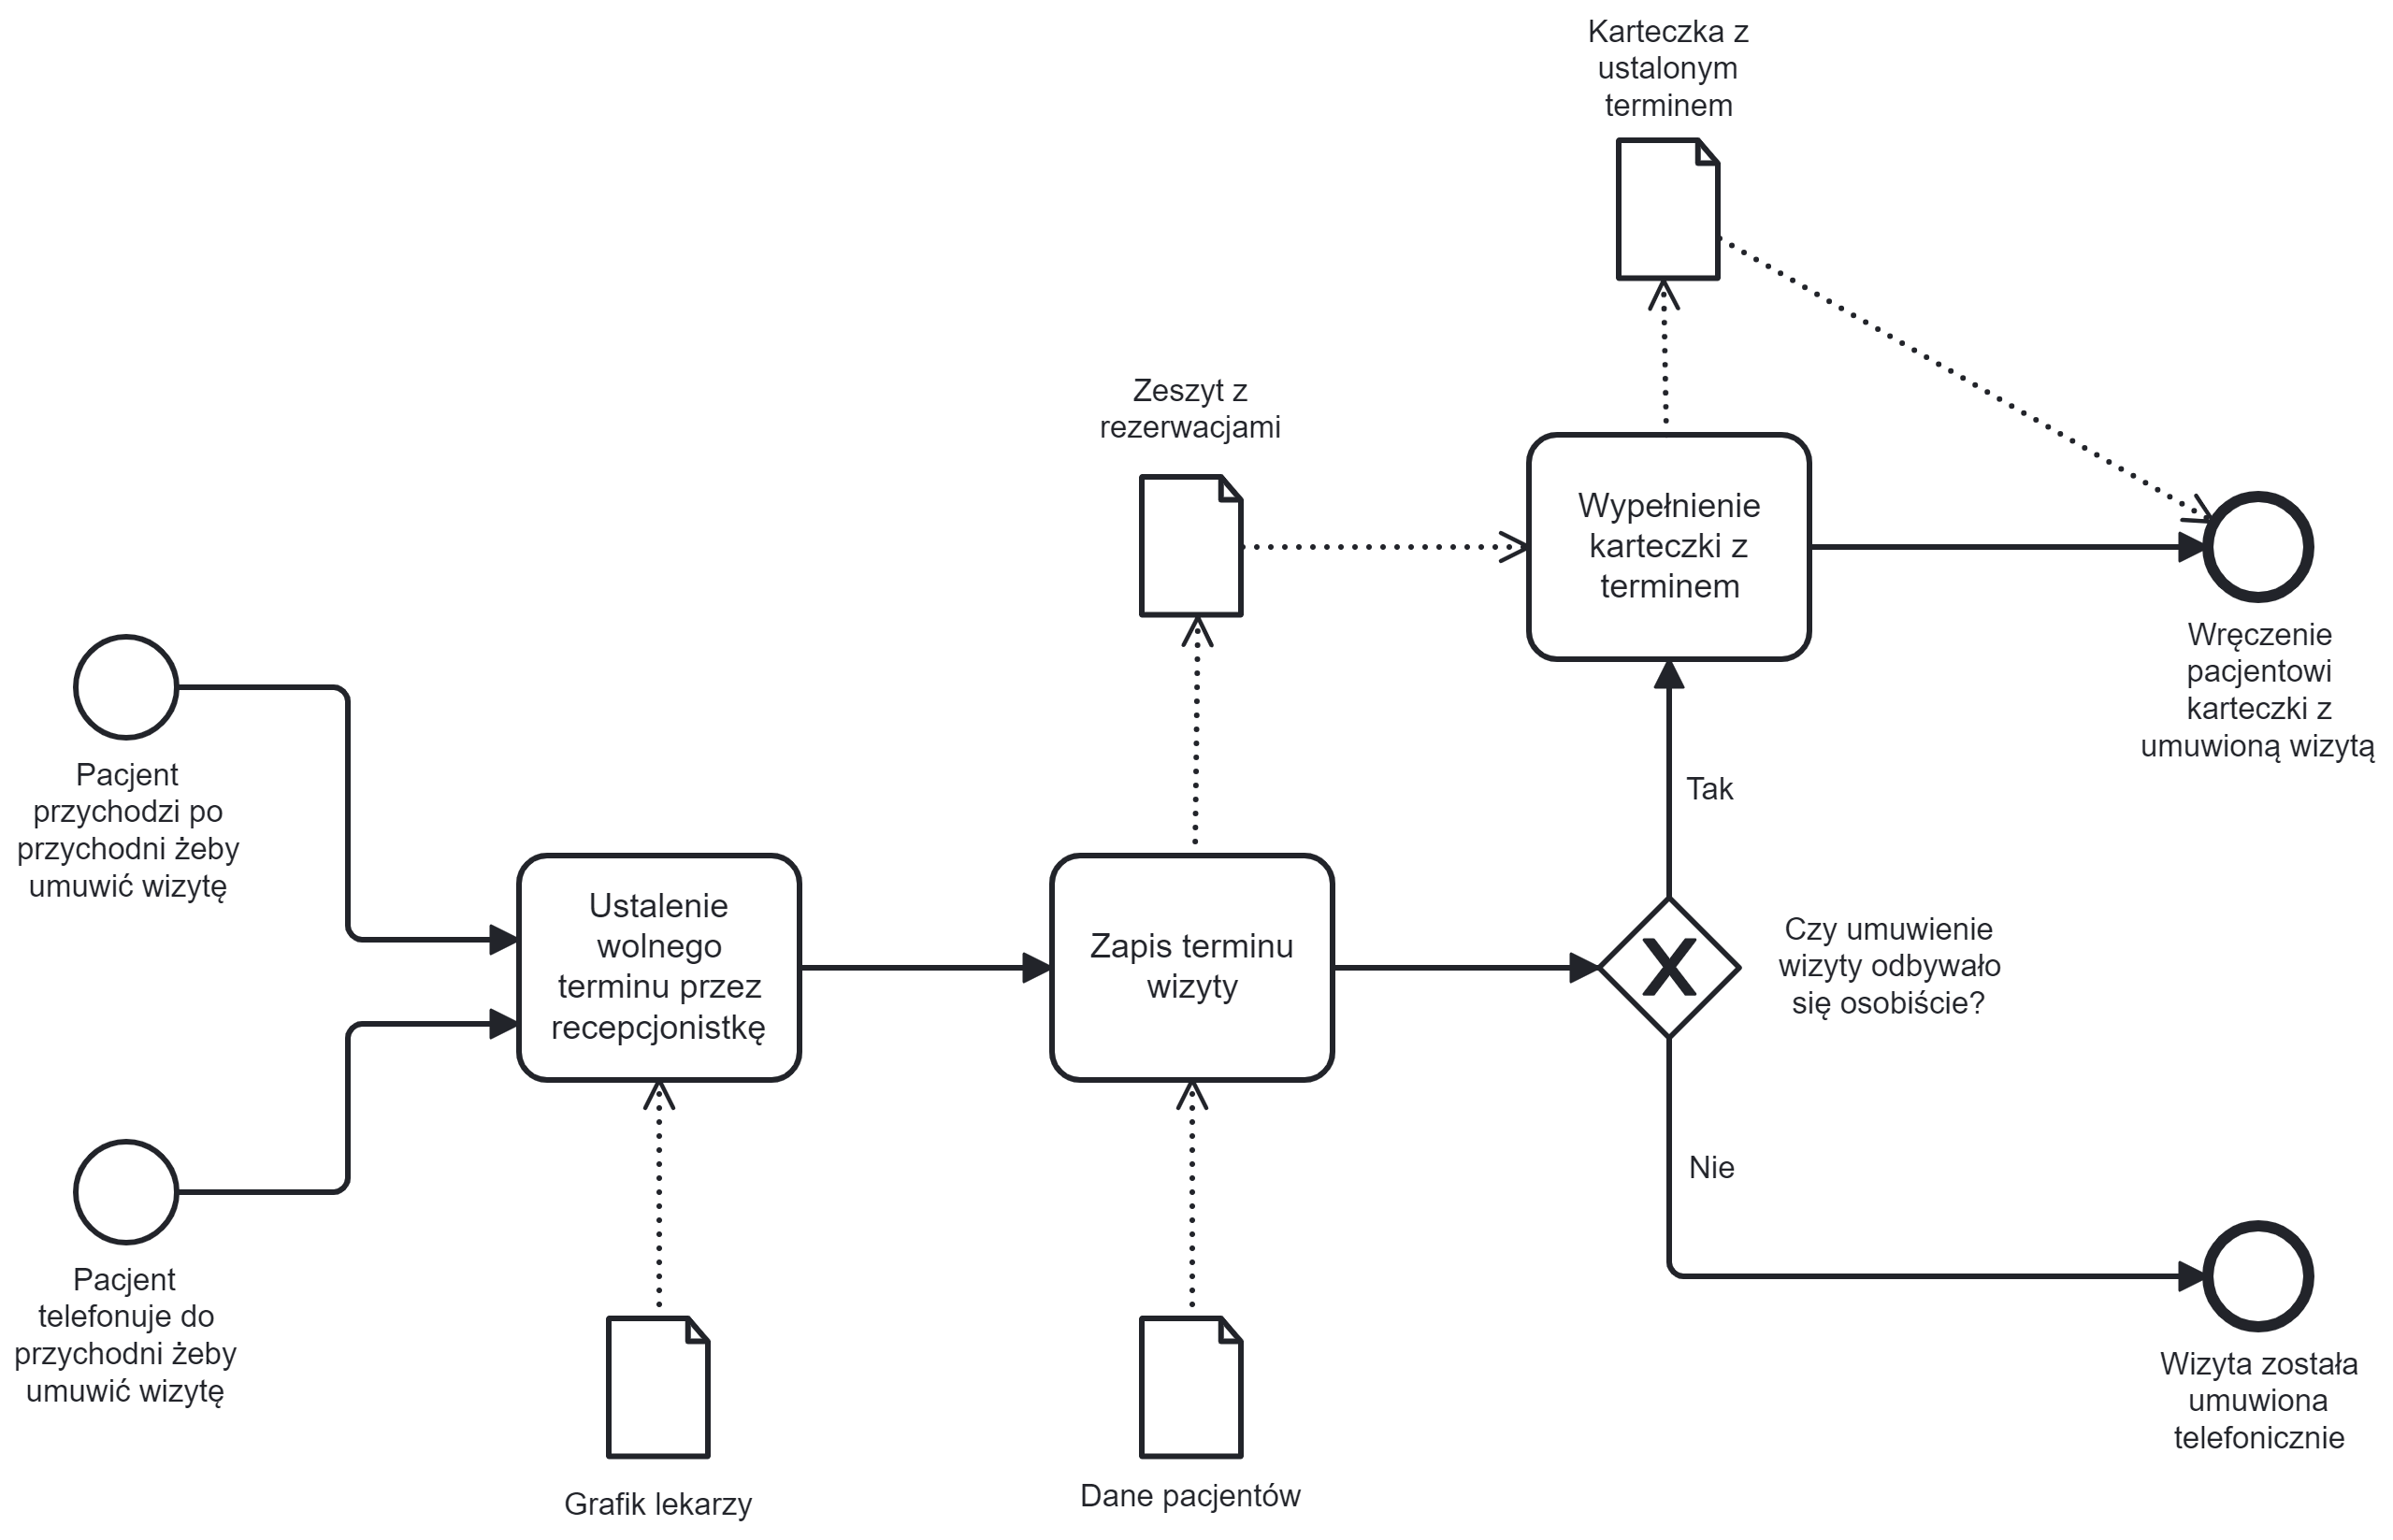 Karteczka z
ustalonym
terminem
Zeszyt z
rezerwacjami
Wypełnienie
karteczki z
terminem
Wręczenie
pacjentowi
karteczki z
umuwioną wizytą
Pacjent
przychodzi po
przychodni żeby
umuwić wizytę
Tak
Ustalenie
wolnego
terminu przez
recepcjonistkę
Zapis terminu
wizyty
X
Czy umuwienie
wizyty odbywało
się osobiście?
Nie
Pacjent
telefonuje do
przychodni żeby
umuwić wizytę
Wizyta została
umuwiona
telefonicznie
Grafik lekarzy
Dane pacjentów